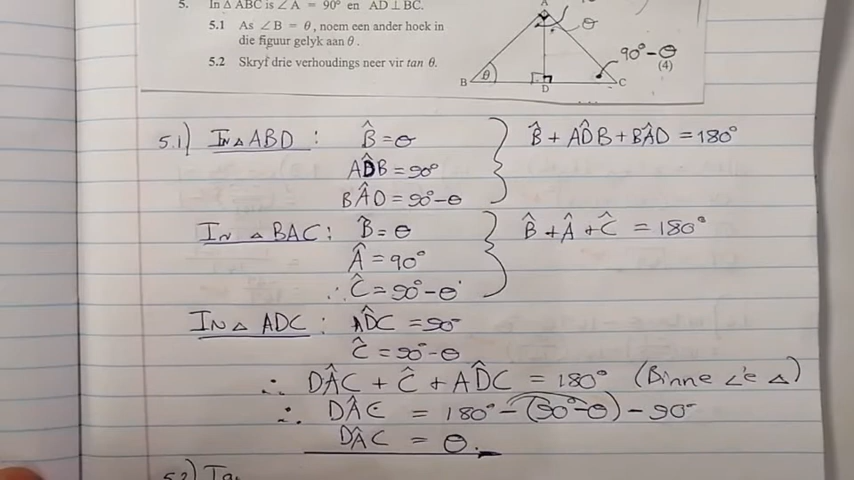 5. In Δ ABC is ∠A = 90° en AD ⊥ BC.
5.1 As ∠B = θ, noem een ander hoek in
die figuur gelyk aan θ.
5.2 Skryf drie verhoudings neer vir tan θ.
(4)
A
θ
90°-θ
B
θ
D
C
5.1) IN Δ ABD : B̂ = θ
AD̂B = 90°
BÂD = 90°-θ
B̂ + AD̂B + BÂD = 180°
IN Δ BAC : B̂ = θ
Â = 90°
∴ Ĉ = 90°-θ
B̂ + Â + Ĉ = 180°
IN Δ ADC : AD̂C = 90°
Ĉ = 90°-θ
∴ DÂC + Ĉ + AD̂C = 180° (Binne ∠'e Δ)
∴ DÂC = 180° - (90°-θ) - 90°
DÂC = θ.
5.2)